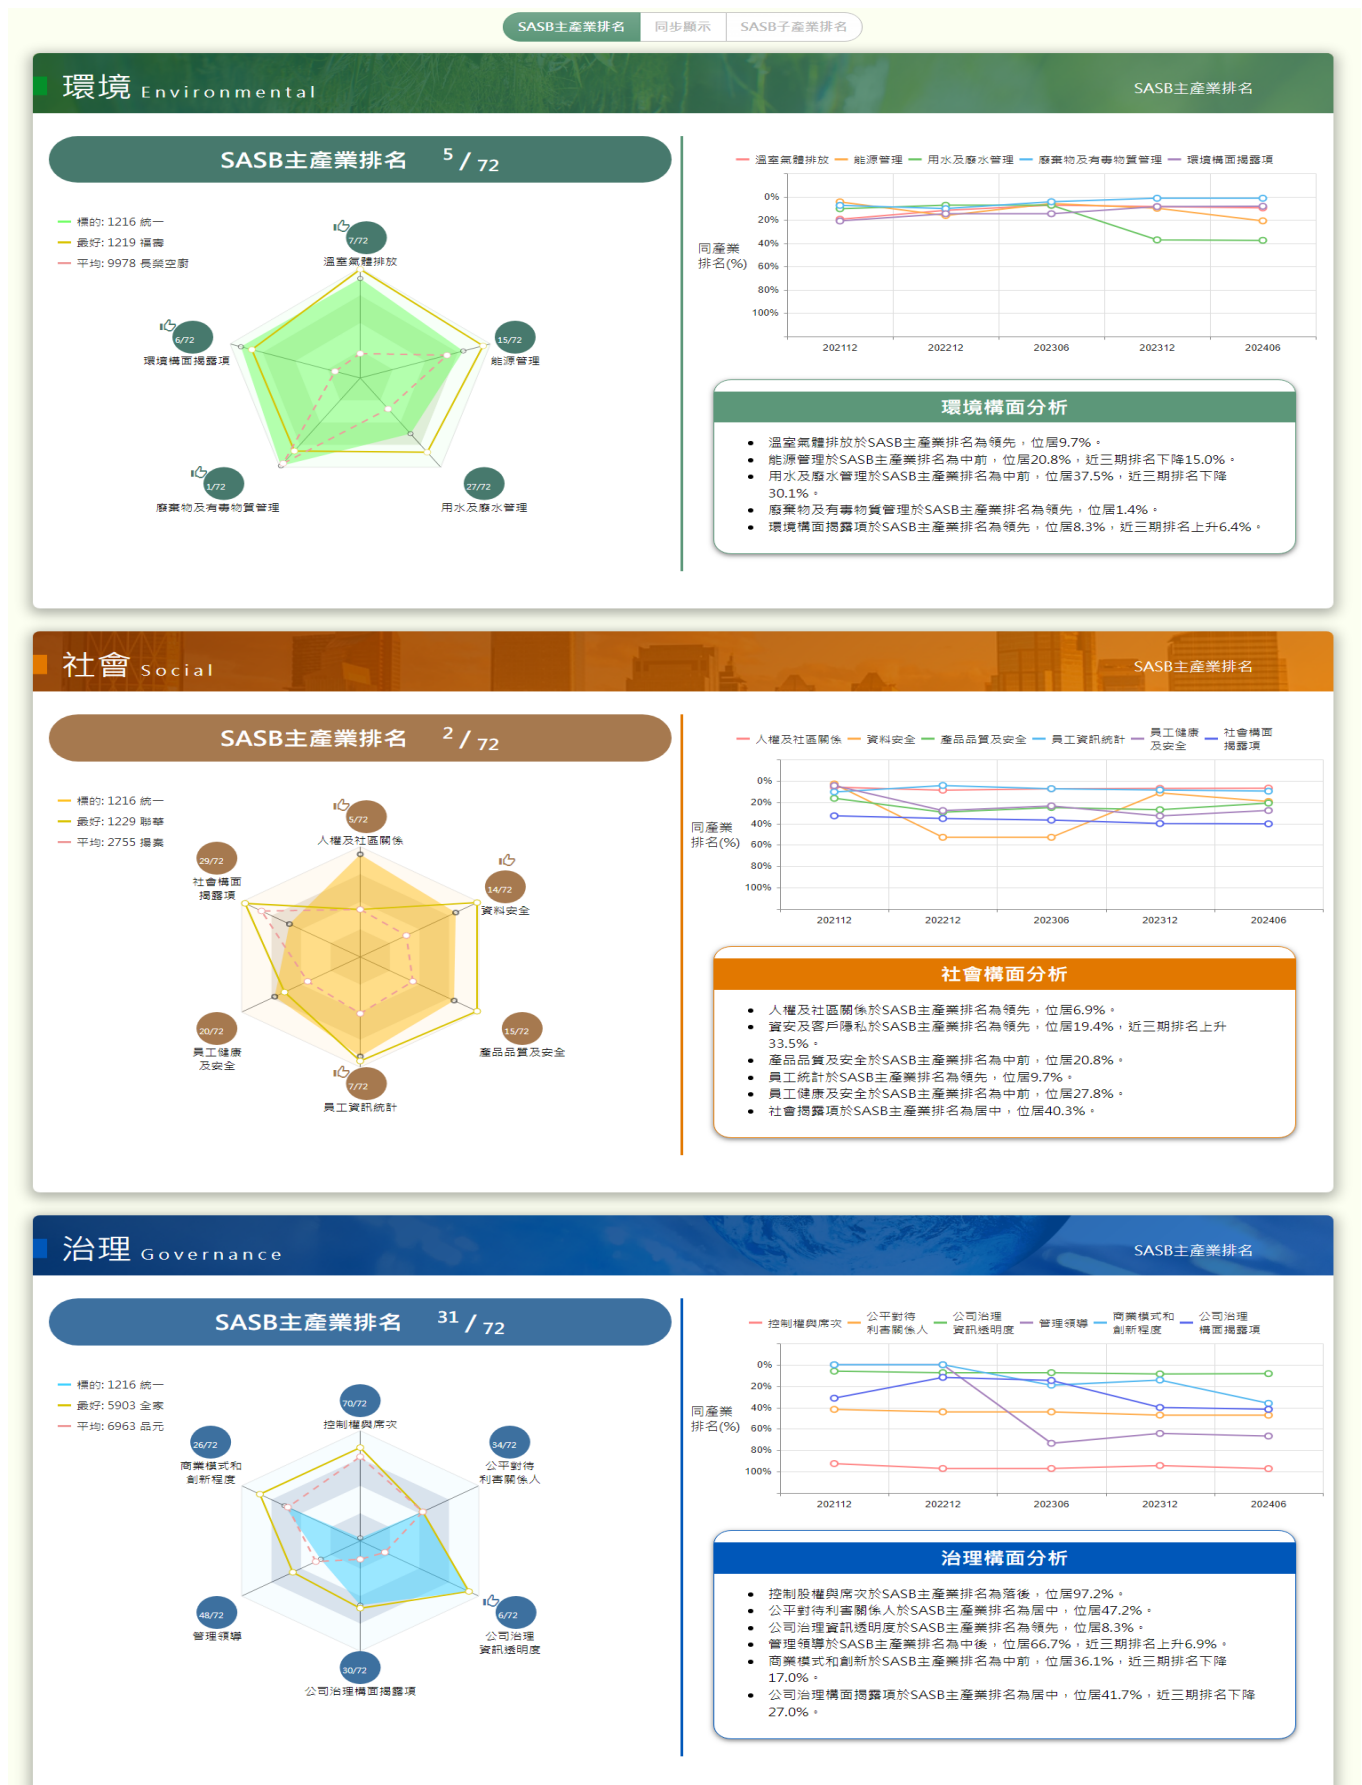 SASB主產業排名 同步顯示 SASB子產業排名
環境 Environmental SASB主產業排名
SASB主產業排名 5 / 72
標的: 1216 統一
最好: 1219 福壽
平均: 9978 長榮空廚
7/72
溫室氣體排放
15/72
能源管理
27/72
用水及廢水管理
1/72
廢棄物及有毒物質管理
6/72
環境構面揭露項
溫室氣體排放 能源管理 用水及廢水管理 廢棄物及有毒物質管理 環境構面揭露項
同產業
排名(%)
0%
20%
40%
60%
80%
100%
202112 202212 202306 202312 202406
環境構面分析
溫室氣體排放於SASB主產業排名為領先，位居9.7%。
能源管理於SASB主產業排名為中前，位居20.8%，近三期排名下降15.0%。
用水及廢水管理於SASB主產業排名為中前，位居37.5%，近三期排名下降
30.1%。
廢棄物及有毒物質管理於SASB主產業排名為領先，位居1.4%。
環境構面揭露項於SASB主產業排名為領先，位居8.3%，近三期排名上升6.4%。
社會 Social SASB主產業排名
SASB主產業排名 2 / 72
標的: 1216 統一
最好: 1229 聯華
平均: 2755 揚秦
5/72
人權及社區關係
14/72
資料安全
15/72
產品品質及安全
7/72
員工資訊統計
20/72
員工健康
及安全
29/72
社會構面
揭露項
人權及社區關係 資料安全 產品品質及安全 員工資訊統計 員工健康
及安全 社會構面
揭露項
同產業
排名(%)
0%
20%
40%
60%
80%
100%
202112 202212 202306 202312 202406
社會構面分析
人權及社區關係於SASB主產業排名為領先，位居6.9%。
資安及客戶隱私於SASB主產業排名為領先，位居19.4%，近三期排名上升
33.5%。
產品品質及安全於SASB主產業排名為中前，位居20.8%。
員工統計於SASB主產業排名為領先，位居9.7%。
員工健康及安全於SASB主產業排名為中前，位居27.8%。
社會揭露項於SASB主產業排名為居中，位居40.3%。
治理 Governance SASB主產業排名
SASB主產業排名 31 / 72
標的: 1216 統一
最好: 5903 全家
平均: 6963 品元
70/72
控制權與席次
34/72
公平對待
利害關係人
6/72
公司治理
資訊透明度
30/72
公司治理構面揭露項
48/72
管理領導
26/72
商業模式和
創新程度
控制權與席次 公平對待
利害關係人 公司治理
資訊透明度 管理領導 商業模式和
創新程度 公司治理
構面揭露項
同產業
排名(%)
0%
20%
40%
60%
80%
100%
202112 202212 202306 202312 202406
治理構面分析
控制股權與席次於SASB主產業排名為落後，位居97.2%。
公平對待利害關係人於SASB主產業排名為居中，位居47.2%。
公司治理資訊透明度於SASB主產業排名為領先，位居8.3%。
管理領導於SASB主產業排名為中後，位居66.7%，近三期排名上升6.9%。
商業模式和創新於SASB主產業排名為中前，位居36.1%，近三期排名下降
17.0%。
公司治理構面揭露項於SASB主產業排名為居中，位居41.7%，近三期排名下降
27.0%。